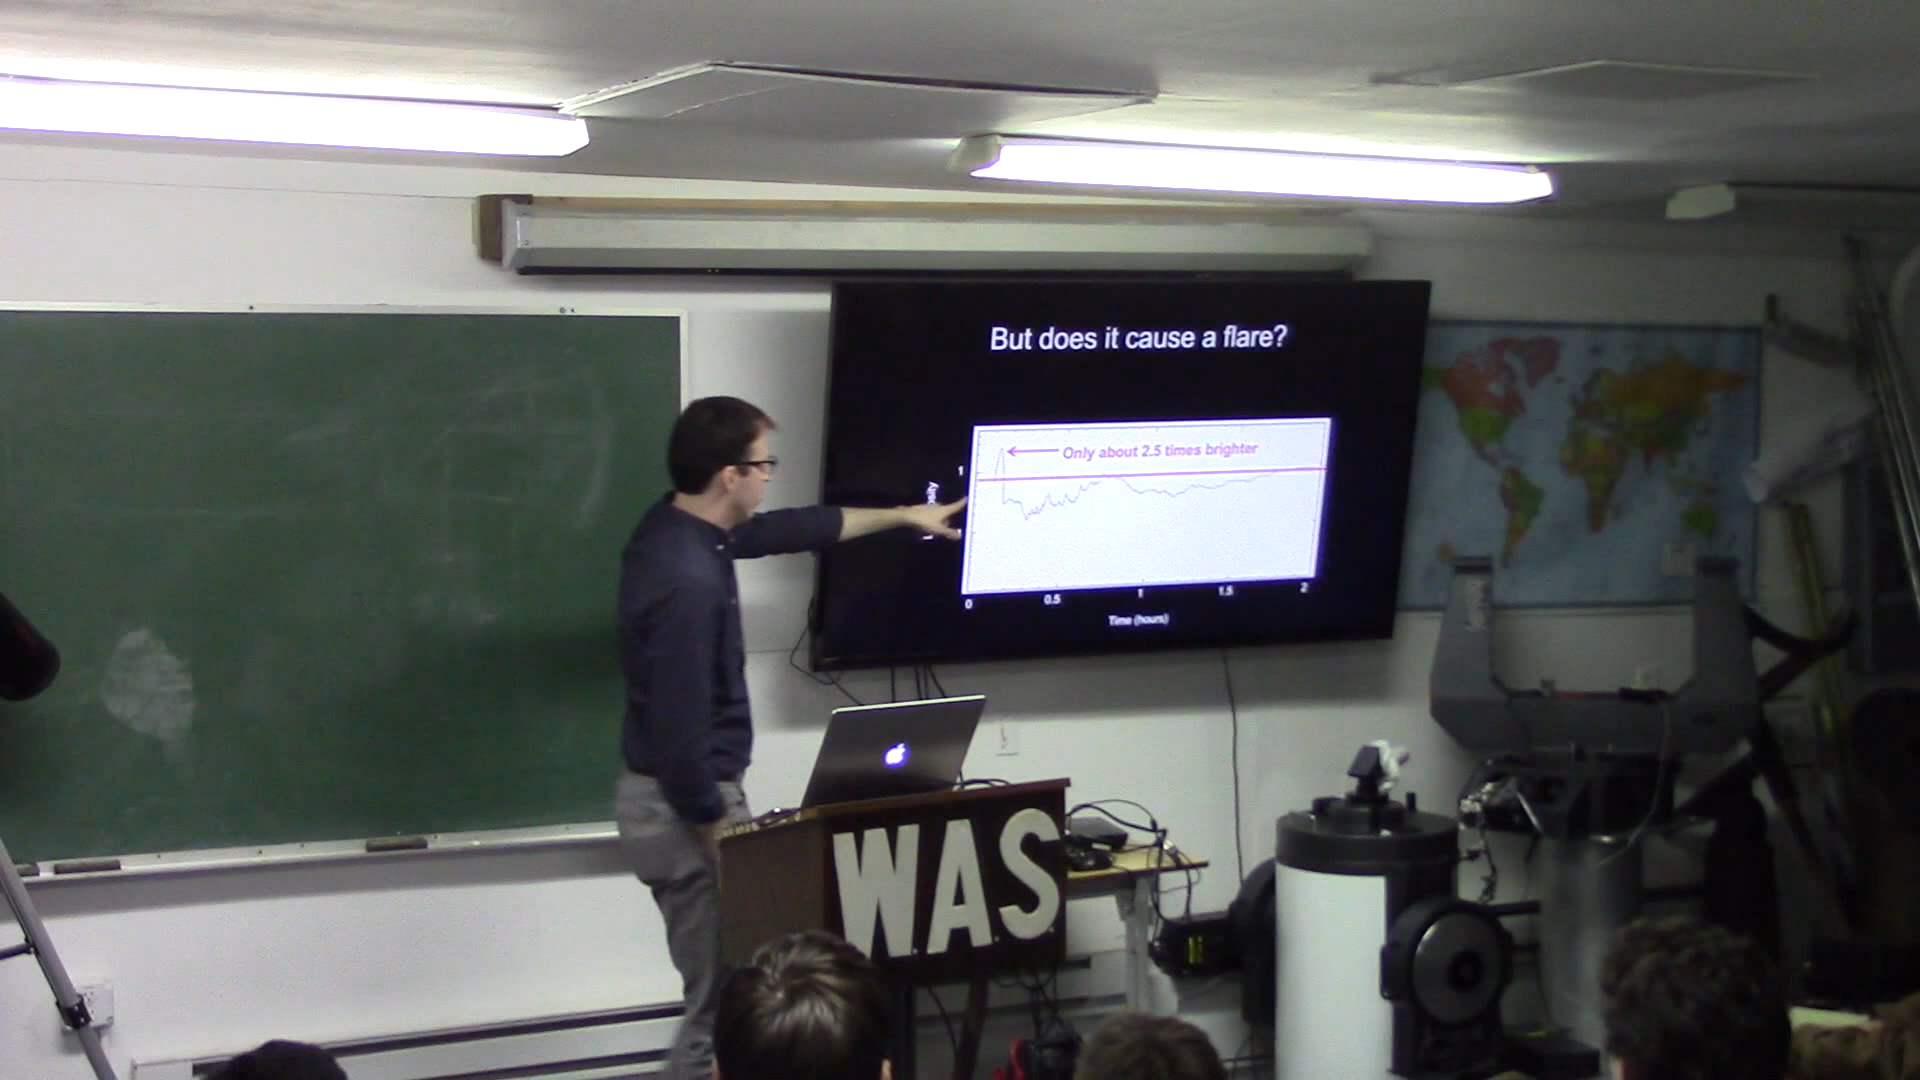 But does it cause a flare?
Only about 2.5 times brighter
1
0 0.5 1 1.5 2
Time (hours)
W.A.S.